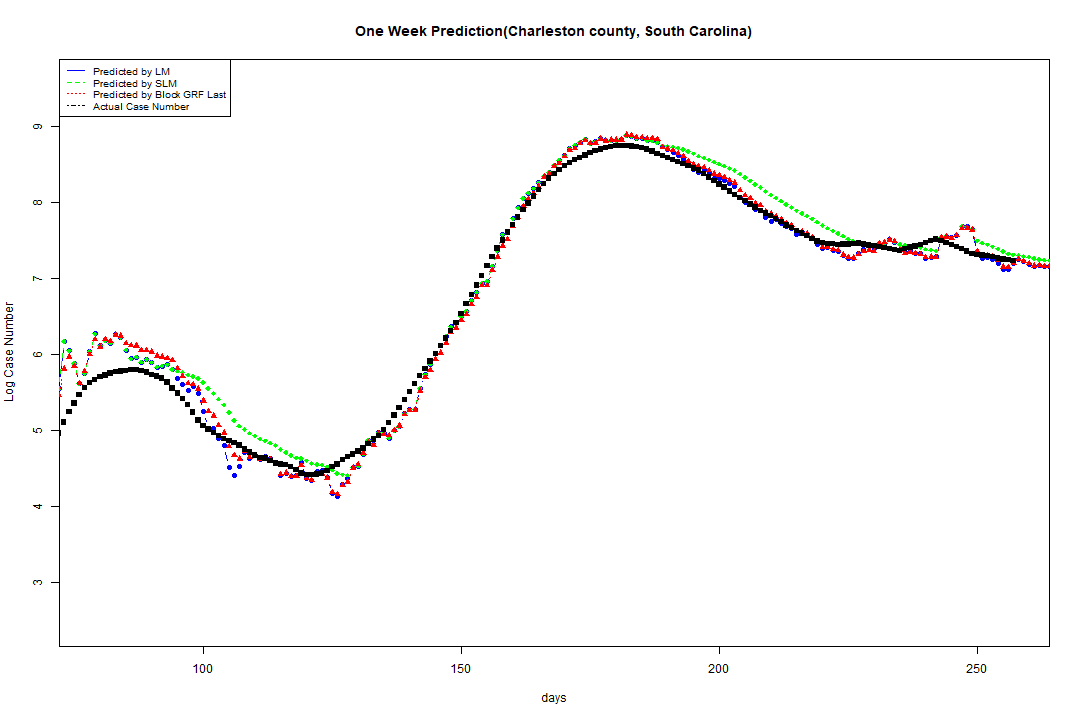 One Week Prediction(Charleston county, South Carolina)
Predicted by LM
Predicted by SLM
Predicted by Block GRF Last
Actual Case Number
Log Case Number
9
8
7
6
5
4
3
100 150 200 250
days